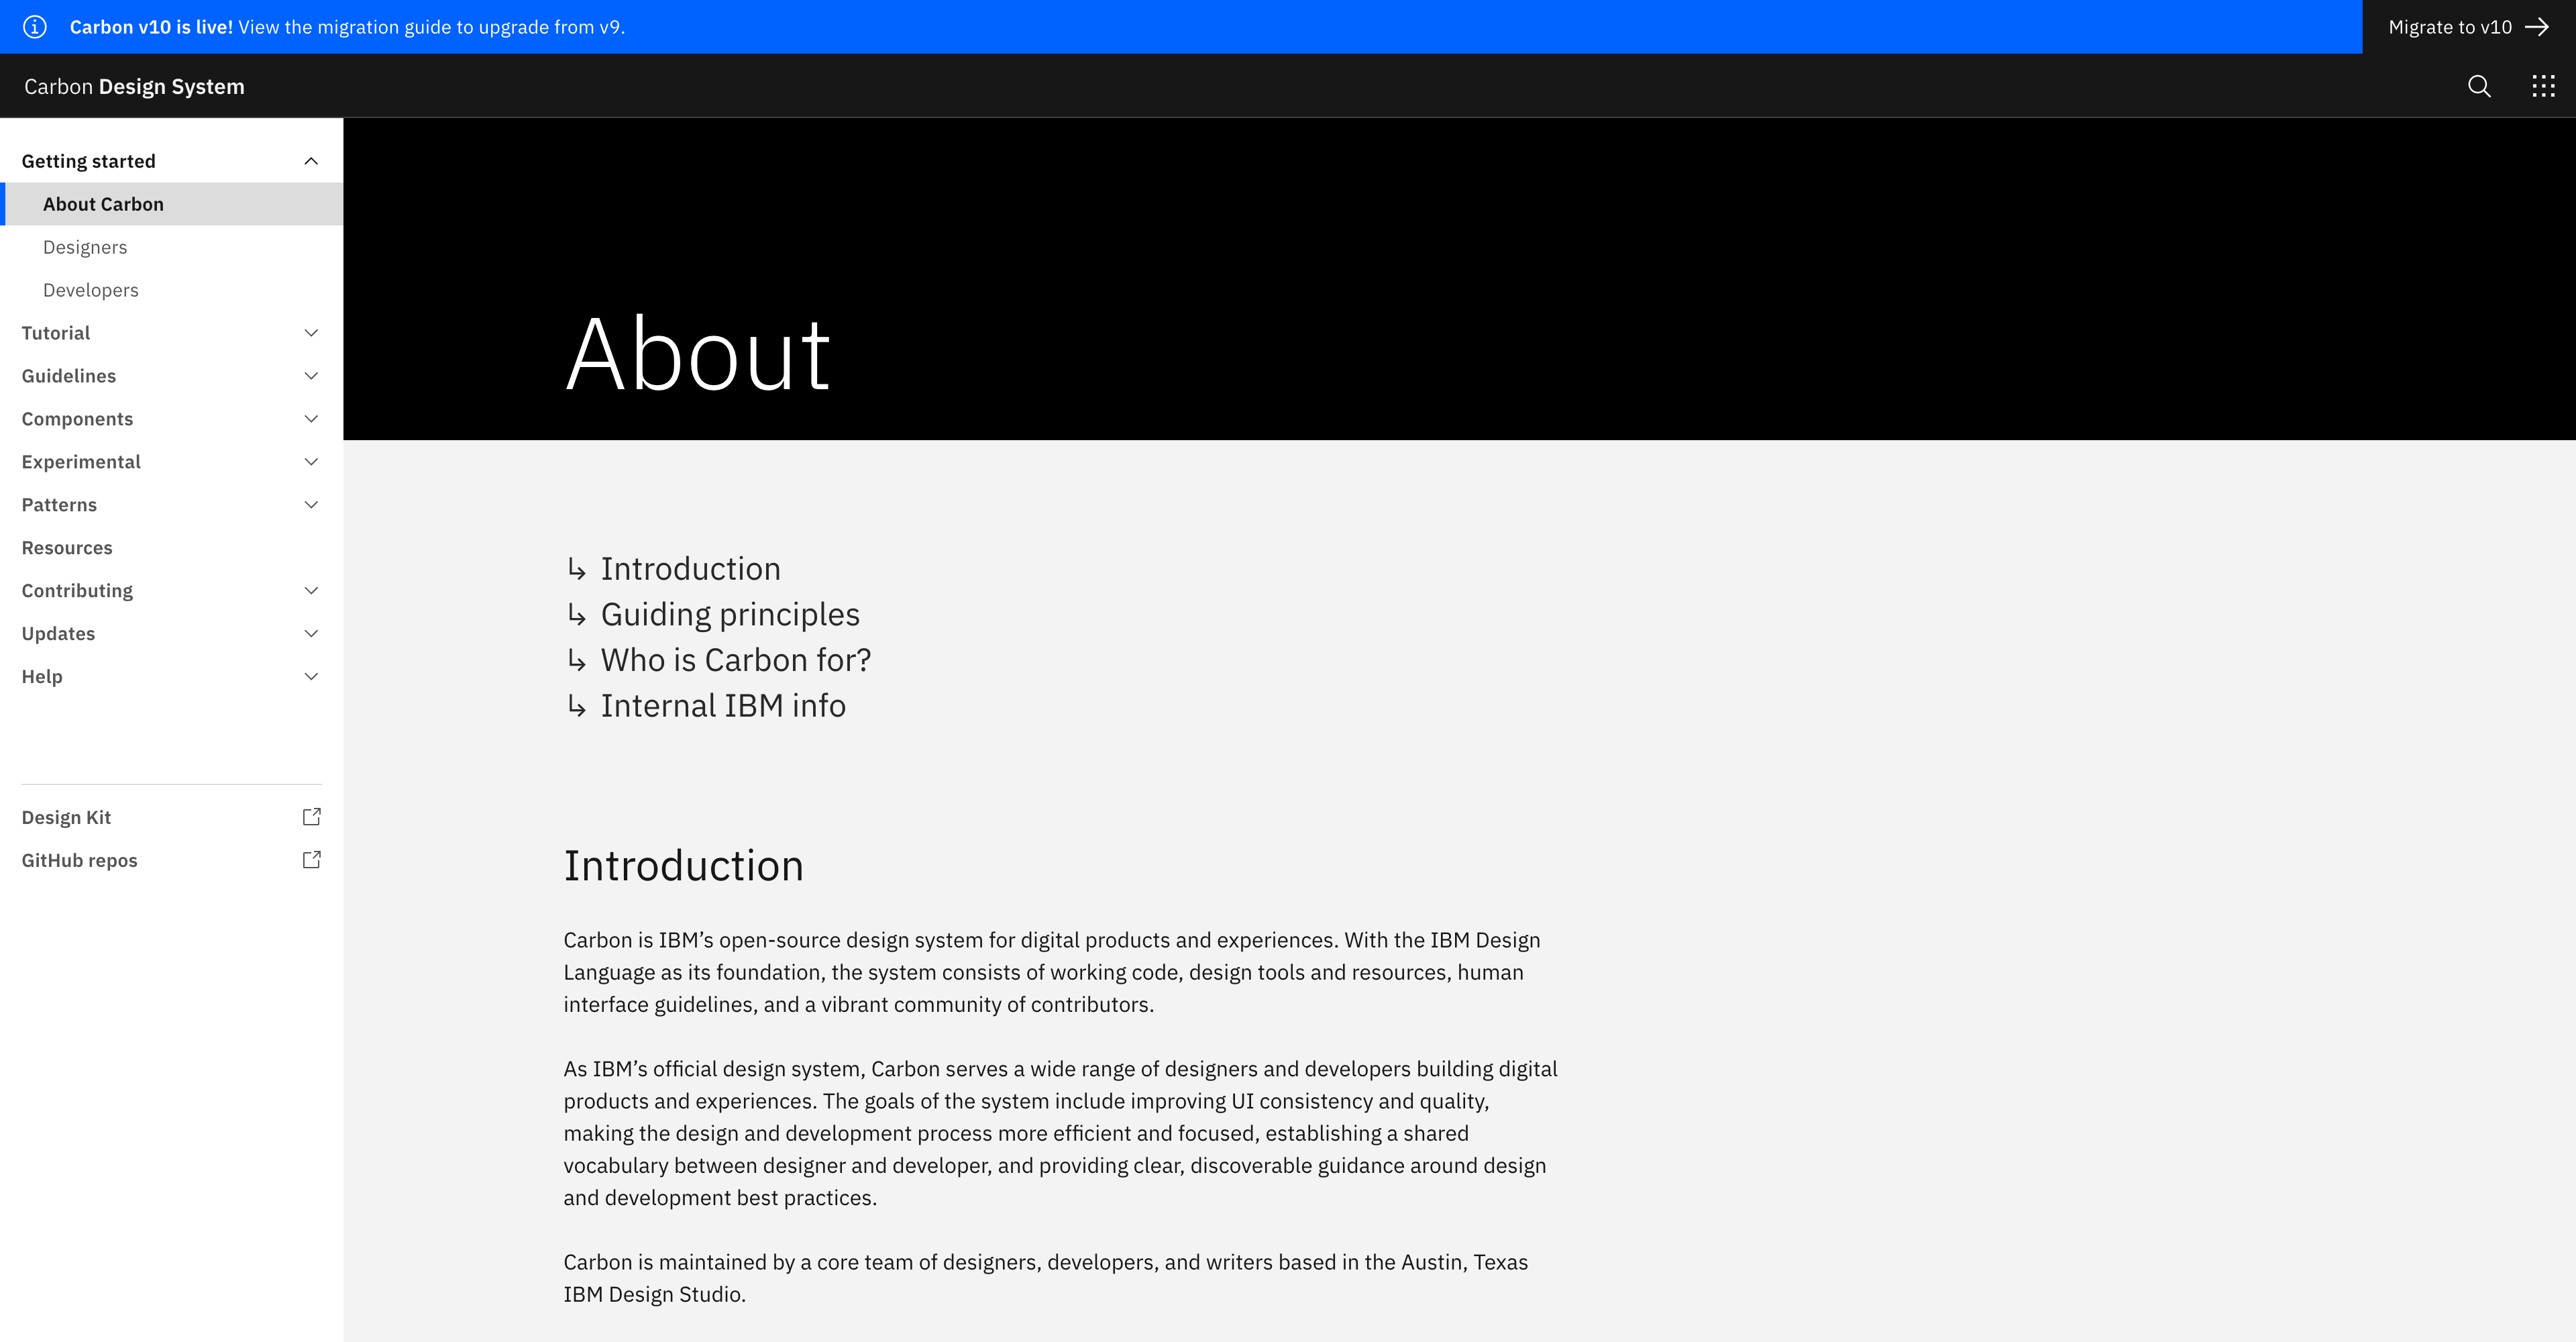 Carbon v10 is live! View the migration guide to upgrade from v9.
Migrate to v10
Carbon Design System
Getting started
About Carbon
Designers
Developers
Tutorial
Guidelines
Components
Experimental
Patterns
Resources
Contributing
Updates
Help
Design Kit
GitHub repos
About
Introduction
Guiding principles
Who is Carbon for?
Internal IBM info
Introduction
Carbon is IBM’s open-source design system for digital products and experiences. With the IBM Design
Language as its foundation, the system consists of working code, design tools and resources, human
interface guidelines, and a vibrant community of contributors.
As IBM’s official design system, Carbon serves a wide range of designers and developers building digital
products and experiences. The goals of the system include improving UI consistency and quality,
making the design and development process more efficient and focused, establishing a shared
vocabulary between designer and developer, and providing clear, discoverable guidance around design
and development best practices.
Carbon is maintained by a core team of designers, developers, and writers based in the Austin, Texas
IBM Design Studio.